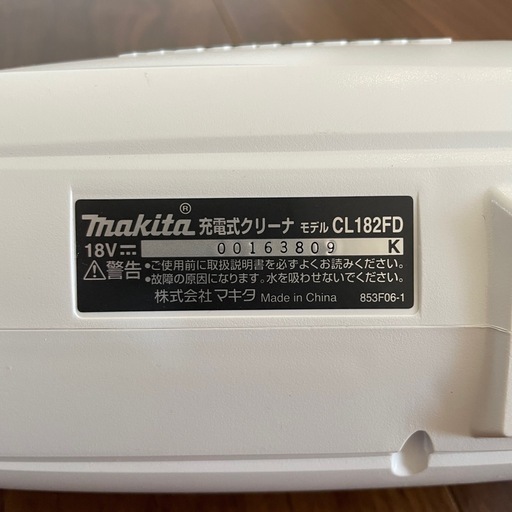 makita® 充電式クリーナ モデル CL182FD
18V⎓ 00163809 K
⚠警告 •ご使用前に取扱説明書を必ずよくお読みください。
•故障の原因になります。水を吸わせないでください。
株式会社マキタ Made in China 853F06-1